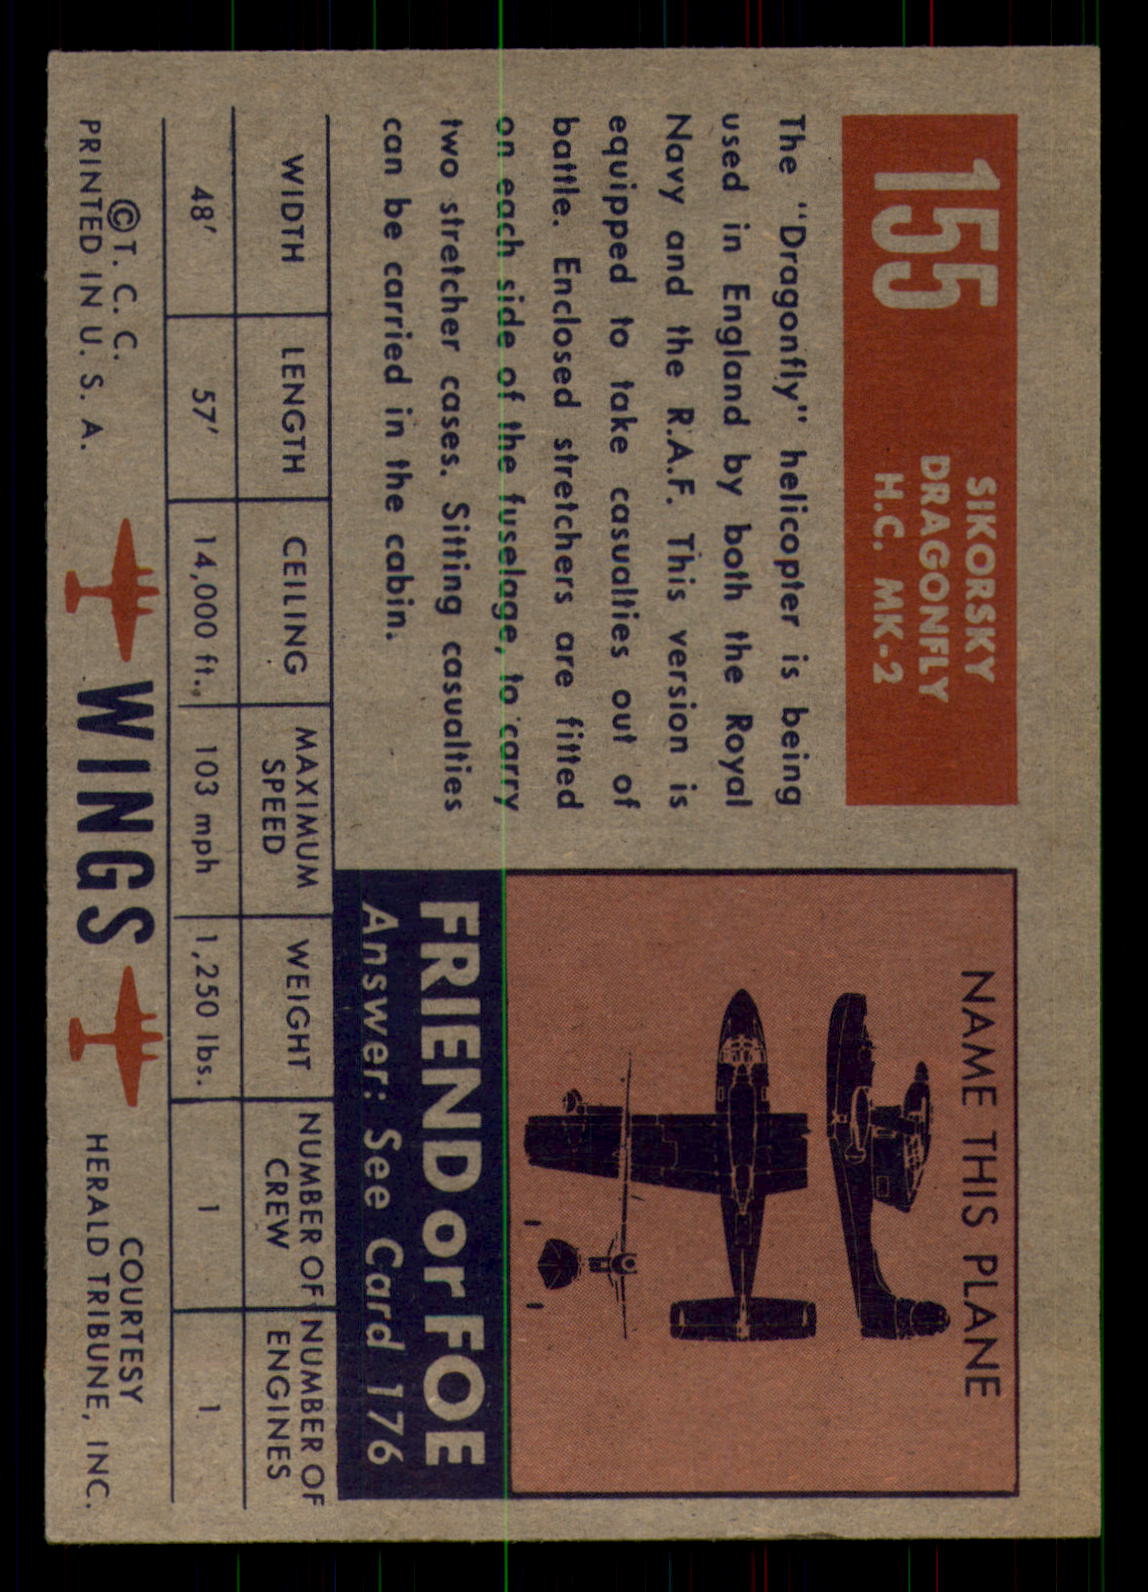 155
SIKORSKY
DRAGONFLY
H.C. MK-2
The "Dragonfly" helicopter is being
used in England by both the Royal
Navy and the R.A.F. This version is
equipped to take casualties out of
battle. Enclosed stretchers are fitted
on each side of the fuselage, to carry
two stretcher cases. Sitting casualties
can be carried in the cabin.
NAME THIS PLANE
FRIEND or FOE
Answer: See Card 176
WIDTH LENGTH CEILING MAXIMUM SPEED WEIGHT NUMBER OF CREW NUMBER OF ENGINES
48' 57' 14,000 ft. 103 mph 1,250 lbs. 1 1
©T. C. C.
PRINTED IN U. S. A.
WINGS
COURTESY
HERALD TRIBUNE, INC.